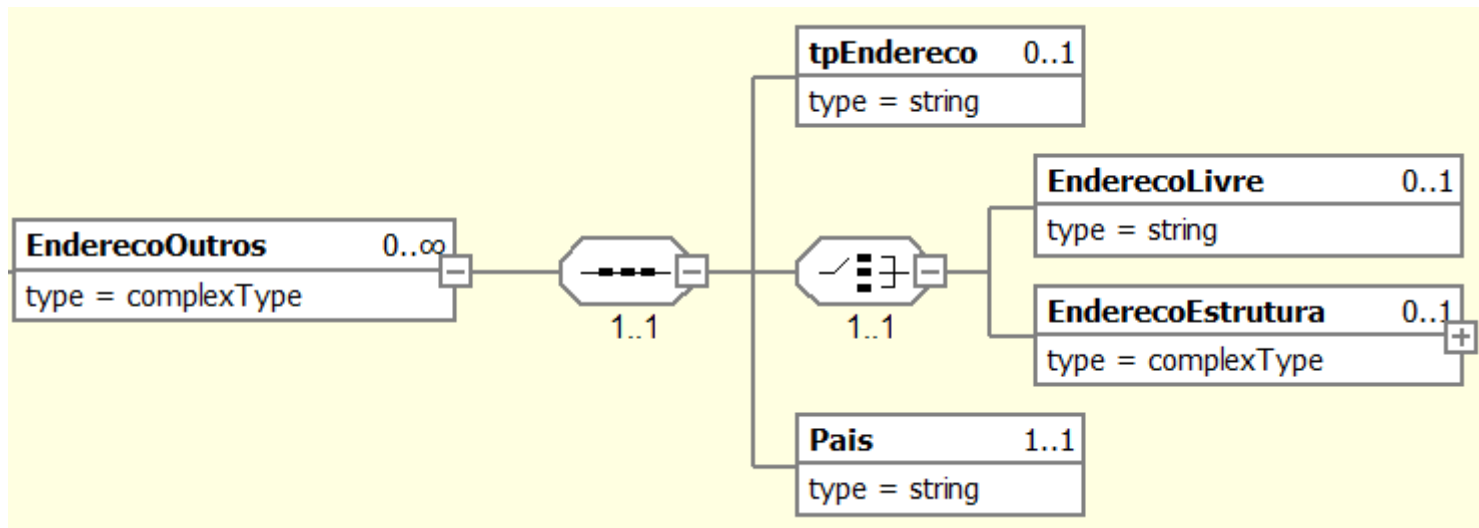 tpEndereco 0..1
type = string
EnderecoLivre 0..1
type = string
EnderecoOutros 0..∞
type = complexType
1..1
1..1
EnderecoEstrutura 0..1
type = complexType
Pais 1..1
type = string